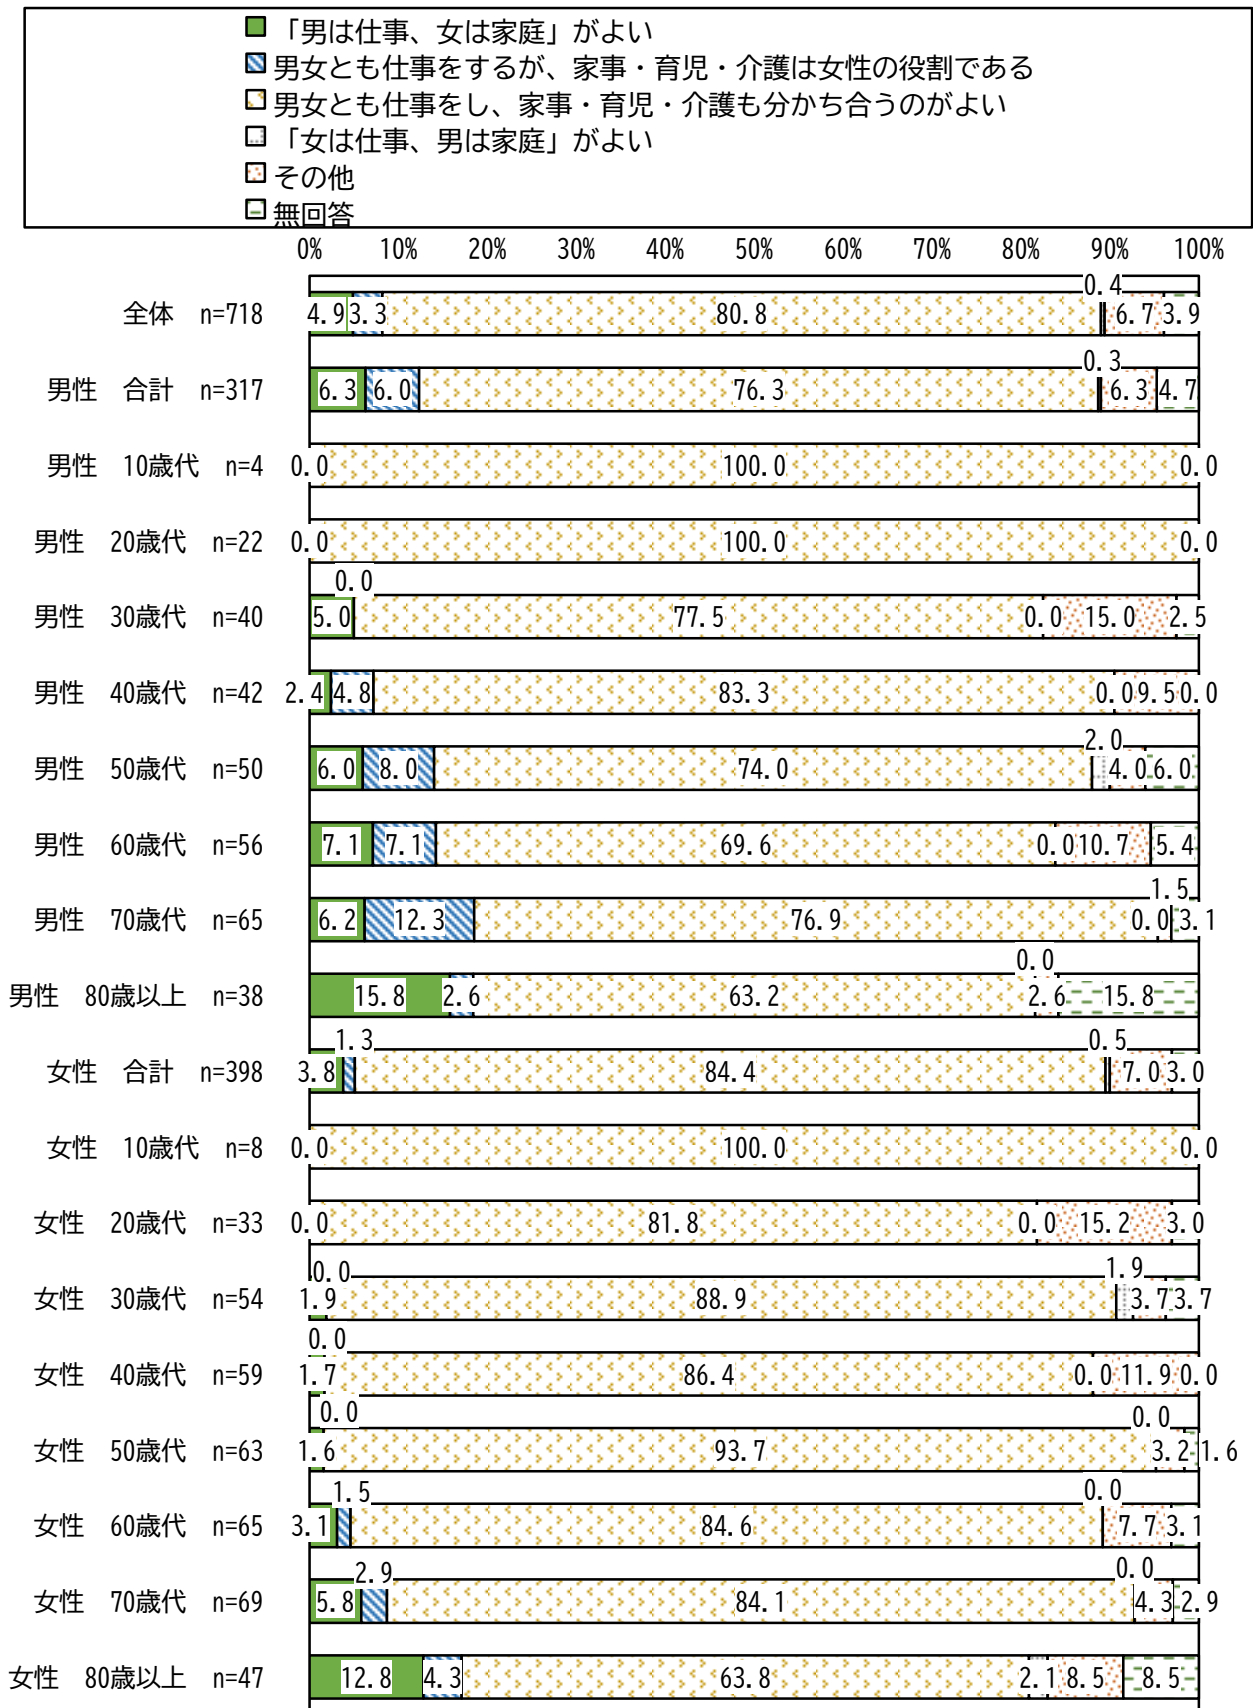 「男は仕事、女は家庭」がよい
男女とも仕事をするが、家事・育児・介護は女性の役割である
男女とも仕事をし、家事・育児・介護も分かち合うのがよい
「女は仕事、男は家庭」がよい
その他
無回答
0% 10% 20% 30% 40% 50% 60% 70% 80% 90% 100%
0.4
全体 n=718 4.9 3.3 80.8 6.7 3.9
0.3
男性 合計 n=317 6.3 6.0 76.3 6.3 4.7
男性 10歳代 n=4 0.0 100.0 0.0
男性 20歳代 n=22 0.0 100.0 0.0
0.0
男性 30歳代 n=40 5.0 77.5 0.0 15.0 2.5
男性 40歳代 n=42 2.4 4.8 83.3 0.0 9.5 0.0
2.0
男性 50歳代 n=50 6.0 8.0 74.0 4.0 6.0
男性 60歳代 n=56 7.1 7.1 69.6 0.0 10.7 5.4
1.5
男性 70歳代 n=65 6.2 12.3 76.9 0.0 3.1
0.0
男性 80歳以上 n=38 15.8 2.6 63.2 2.6 15.8
1.3 0.5
女性 合計 n=398 3.8 84.4 7.0 3.0
女性 10歳代 n=8 0.0 100.0 0.0
女性 20歳代 n=33 0.0 81.8 0.0 15.2 3.0
0.0 1.9
女性 30歳代 n=54 1.9 88.9 3.7 3.7
0.0
女性 40歳代 n=59 1.7 86.4 0.0 11.9 0.0
0.0 0.0
女性 50歳代 n=63 1.6 93.7 3.2 1.6
1.5 0.0
女性 60歳代 n=65 3.1 84.6 7.7 3.1
2.9 0.0
女性 70歳代 n=69 5.8 84.1 4.3 2.9
女性 80歳以上 n=47 12.8 4.3 63.8 2.1 8.5 8.5